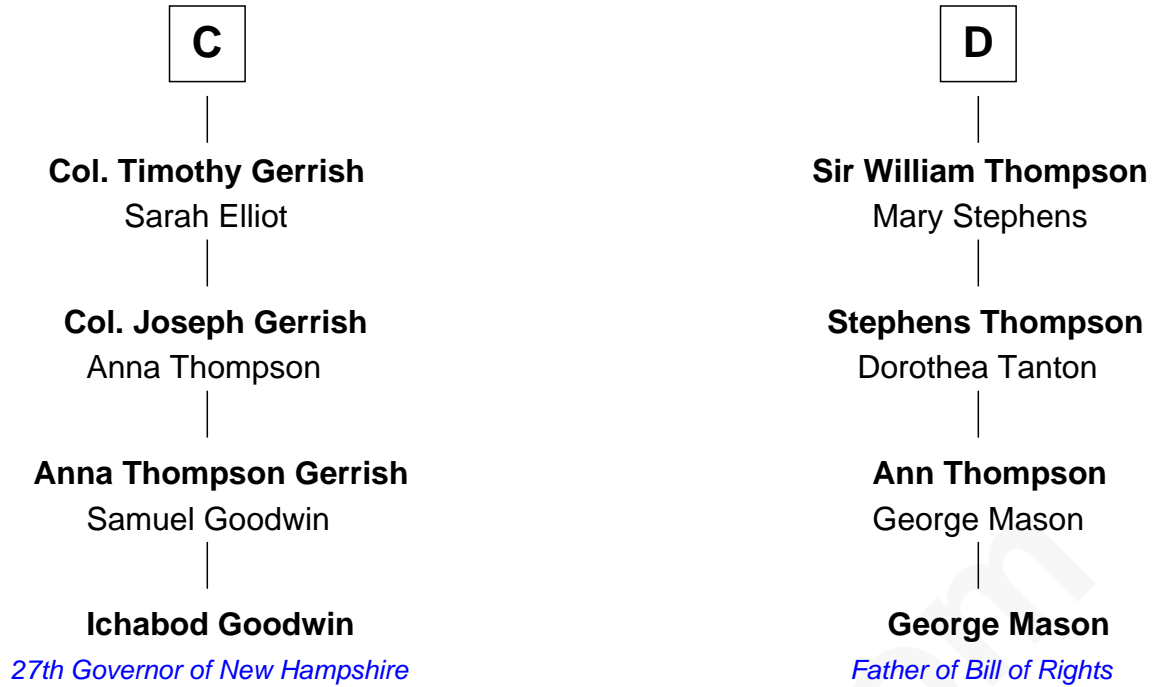 C
Col. Timothy Gerrish
Sarah Elliot
Col. Joseph Gerrish
Anna Thompson
Anna Thompson Gerrish
Samuel Goodwin
Ichabod Goodwin
27th Governor of New Hampshire
D
Sir William Thompson
Mary Stephens
Stephens Thompson
Dorothea Tanton
Ann Thompson
George Mason
George Mason
Father of Bill of Rights